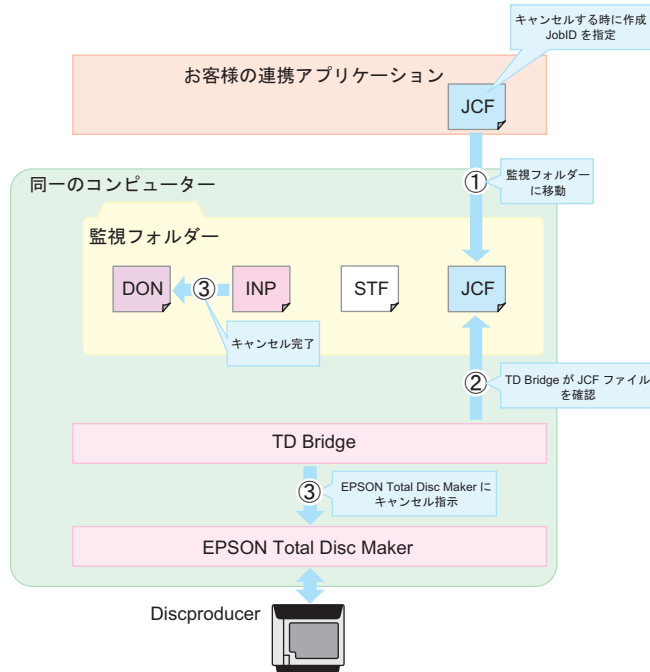 キャンセルする時に作成
JobID を指定
お客様の連携アプリケーション
JCF
①
監視フォルダー
に移動
同一のコンピューター
監視フォルダー
DON
③
INP
STF
JCF
キャンセル完了
②
TD Bridge が JCF ファイル
を確認
TD Bridge
③
EPSON Total Disc Maker に
キャンセル指示
EPSON Total Disc Maker
Discproducer